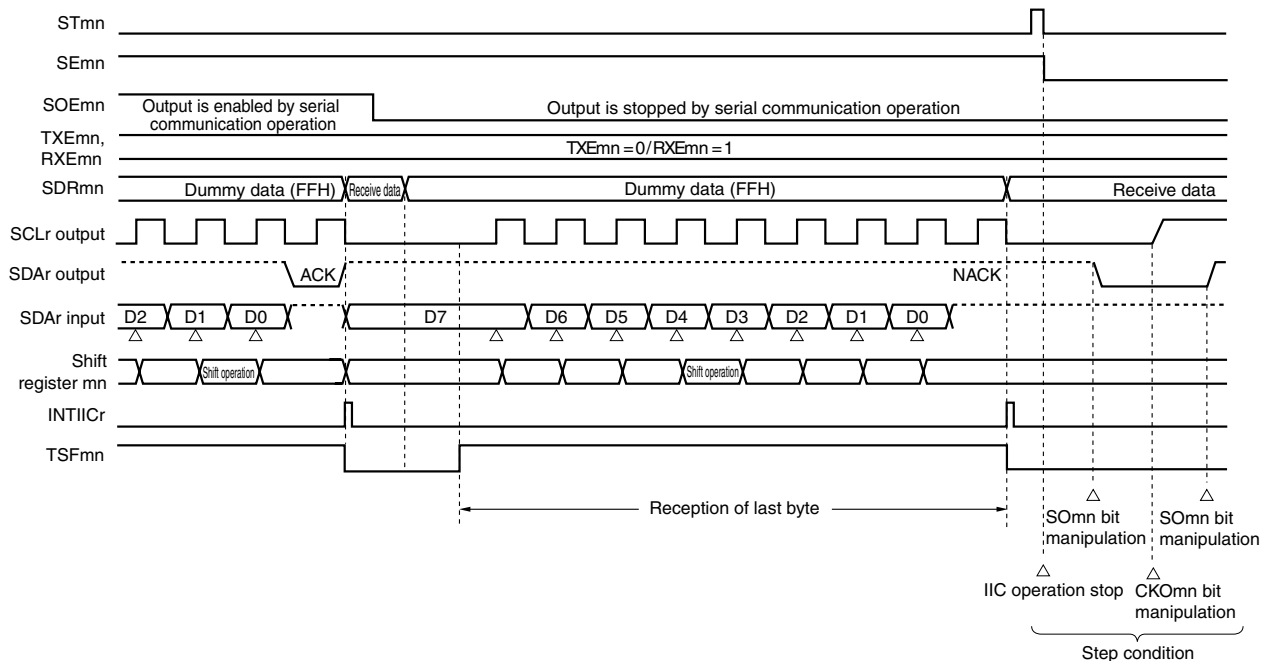 STmn
SEmn
SOEmn
Output is enabled by serial
communication operation
Output is stopped by serial communication operation
TXEmn,
RXEmn
TXEmn = 0 / RXEmn = 1
SDRmn
Dummy data (FFH)
Receive data
Dummy data (FFH)
Receive data
SCLr output
SDAr output
ACK
NACK
SDAr input
D2 D1 D0 D7 D6 D5 D4 D3 D2 D1 D0
Shift
register mn
Shift operation
Shift operation
INTIICr
TSFmn
Reception of last byte
SOmn bit
manipulation
SOmn bit
manipulation
IIC operation stop
CKOmn bit
manipulation
Step condition